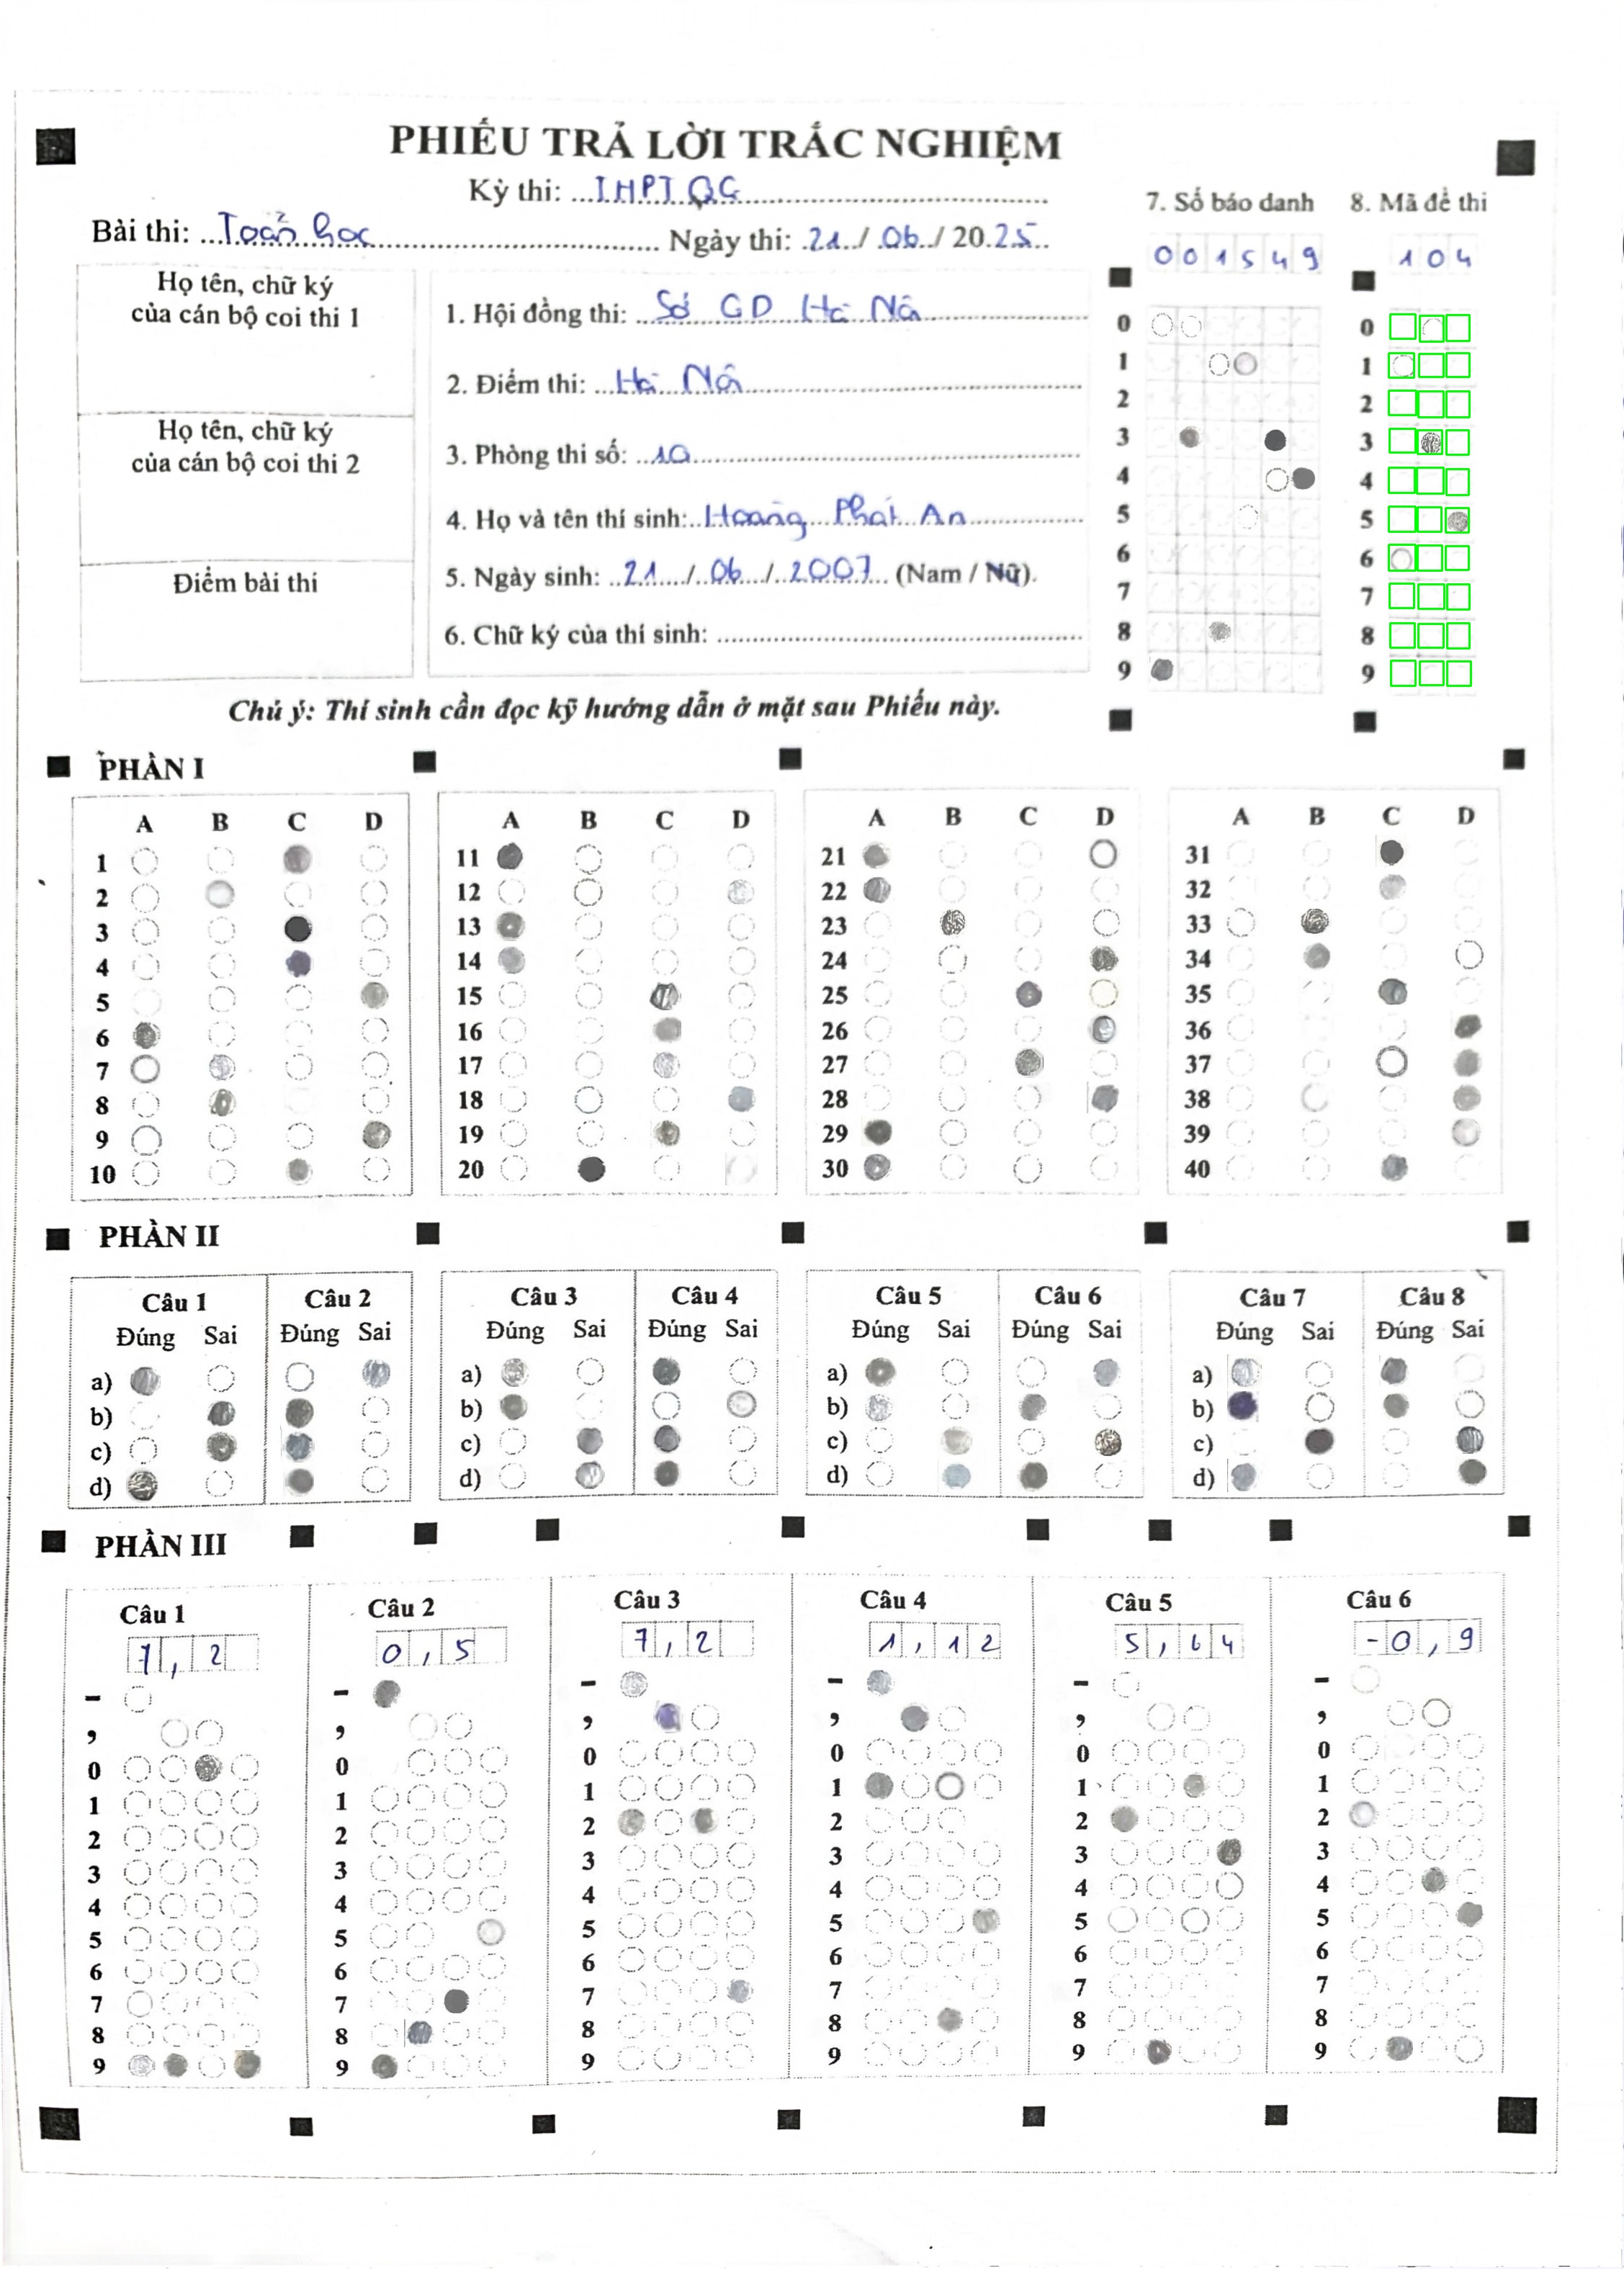 PHIẾU TRẢ LỜI TRẮC NGHIỆM
Kỳ thi: THPT QG
Bài thi: Toán học Ngày thi: 21 / 06 / 2025
7. Số báo danh 8. Mã đề thi
001549 104
Họ tên, chữ ký
của cán bộ coi thi 1
Họ tên, chữ ký
của cán bộ coi thi 2
Điểm bài thi
1. Hội đồng thi: Sở GD Hà Nội
2. Điểm thi: Hà Nội
3. Phòng thi số: 10
4. Họ và tên thí sinh: Hoàng Phát An
5. Ngày sinh: 21 / 06 / 2007 (Nam / Nữ).
6. Chữ ký của thí sinh:
0 0
1 1
2 2
3 3
4 4
5 5
6 6
7 7
8 8
9 9
Chú ý: Thí sinh cần đọc kỹ hướng dẫn ở mặt sau Phiếu này.
PHẦN I
A B C D A B C D A B C D A B C D
1 11 21 31
2 12 22 32
3 13 23 33
4 14 24 34
5 15 25 35
6 16 26 36
7 17 27 37
8 18 28 38
9 19 29 39
10 20 30 40
PHẦN II
Câu 1 Câu 2 Câu 3 Câu 4 Câu 5 Câu 6 Câu 7 Câu 8
Đúng Sai Đúng Sai Đúng Sai Đúng Sai Đúng Sai Đúng Sai Đúng Sai Đúng Sai
a) a) a) a)
b) b) b) b)
c) c) c) c)
d) d) d) d)
PHẦN III
Câu 1 Câu 2 Câu 3 Câu 4 Câu 5 Câu 6
7,2 0,5 7,2 1,12 5,64 -0,9
- - - - - -
, , , , , ,
0 0 0 0 0 0
1 1 1 1 1 1
2 2 2 2 2 2
3 3 3 3 3 3
4 4 4 4 4 4
5 5 5 5 5 5
6 6 6 6 6 6
7 7 7 7 7 7
8 8 8 8 8 8
9 9 9 9 9 9